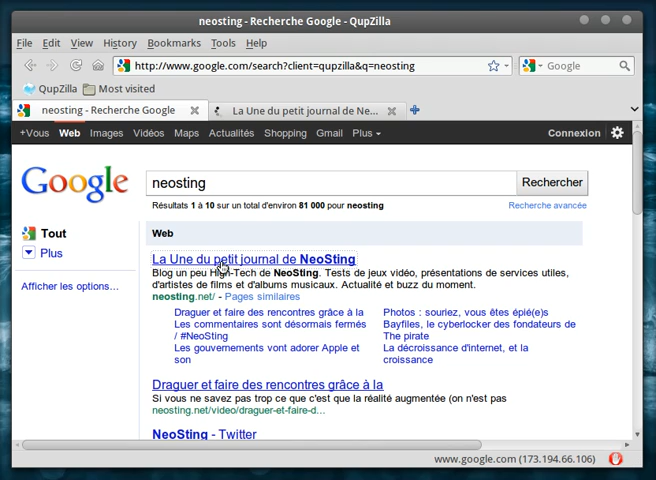 neosting - Recherche Google - QupZilla
File Edit View History Bookmarks Tools Help
http://www.google.com/search?client=qupzilla&q=neosting
Google
QupZilla Most visited
neosting - Recherche Google
La Une du petit journal de Ne...
+Vous Web Images Vidéos Maps Actualités Shopping Gmail Plus Connexion
Google
neosting
Rechercher
Résultats 1 à 10 sur un total d'environ 81 000 pour neosting
Recherche avancée
Tout
Plus
Afficher les options...
Web
La Une du petit journal de NeoSting
Blog un peu High-Tech de NeoSting. Tests de jeux vidéo, présentations de services utiles,
d'artistes de films et d'albums musicaux. Actualité et buzz du moment.
neosting.net/ - Pages similaires
Draguer et faire des rencontres grâce à la
Les commentaires sont désormais fermés
/ #NeoSting
Les gouvernements vont adorer Apple et
son
Photos : souriez, vous êtes épié(e)s
Bayfiles, le cyberlocker des fondateurs de
The pirate
La décroissance d'internet, et la
croissance
Draguer et faire des rencontres grâce à la
Si vous ne savez pas trop ce que c'est que la réalité augmentée (on n'est pas
neosting.net/video/draguer-et-faire-d...
NeoSting - Twitter
www.google.com (173.194.66.106)